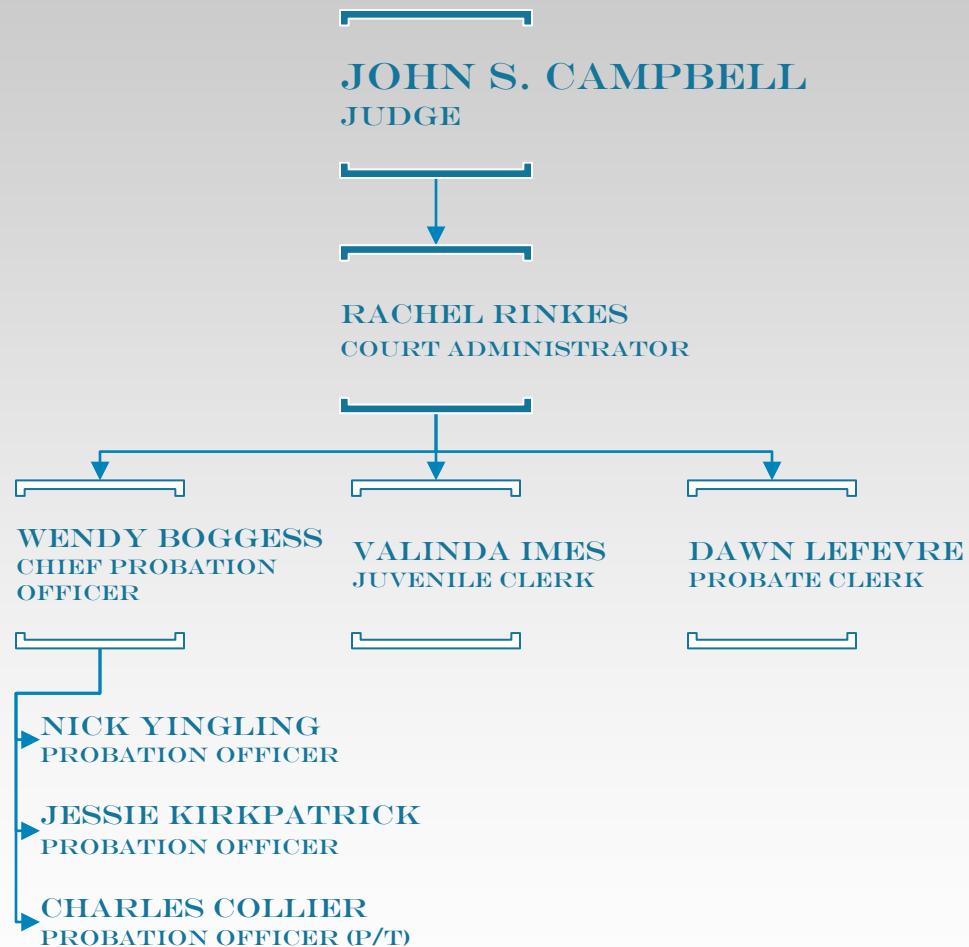 JOHN S. CAMPBELL
JUDGE
RACHEL RINKES
COURT ADMINISTRATOR
WENDY BOGGESS
CHIEF PROBATION
OFFICER
VALINDA IMES
JUVENILE CLERK
DAWN LEFEVRE
PROBATE CLERK
NICK YINGLING
PROBATION OFFICER
JESSIE KIRKPATRICK
PROBATION OFFICER
CHARLES COLLIER
PROBATION OFFICER (P/T)